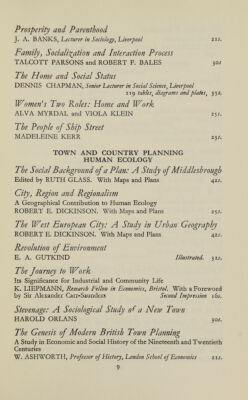 Prosperity and Parenthood
J. A. BANKS, Lecturer in Sociology, Liverpool 21s.
Family, Socialization and Interaction Process
TALCOTT PARSONS and ROBERT F. BALES 30s
The Home and Social Status
DENNIS CHAPMAN, Senior Lecturer in Social Science, Liverpool
119 tables, diagrams and plates, 35s.
Women's Two Roles: Home and Work
ALVA MYRDAL and VIOLA KLEIN 25s.
The People of Ship Street
MADELEINE KERR 23s.
TOWN AND COUNTRY PLANNING
HUMAN ECOLOGY
The Social Background of a Plan: A Study of Middlesbrough
Edited by RUTH GLASS. With Maps and Plans 42s.
City, Region and Regionalism
A Geographical Contribution to Human Ecology
ROBERT E. DICKINSON. With Maps and Plans 25s.
The West European City: A Study in Urban Geography
ROBERT E. DICKINSON. With Maps and Plans 42s.
Revolution of Environment
E. A. GUTKIND Illustrated. 32s.
The Journey to Work
Its Significance for Industrial and Community Life
K. LIEPMANN, Research Fellow in Economics, Bristol. With a Foreword
by Sir Alexander Carr-Saunders Second Impression 16s.
Stevenage: A Sociological Study of a New Town
HAROLD ORLANS 30s.
The Genesis of Modern British Town Planning
A Study in Economic and Social History of the Nineteenth and Twentieth
Centuries
W. ASHWORTH, Professor of History, London School of Economics 21s.
9